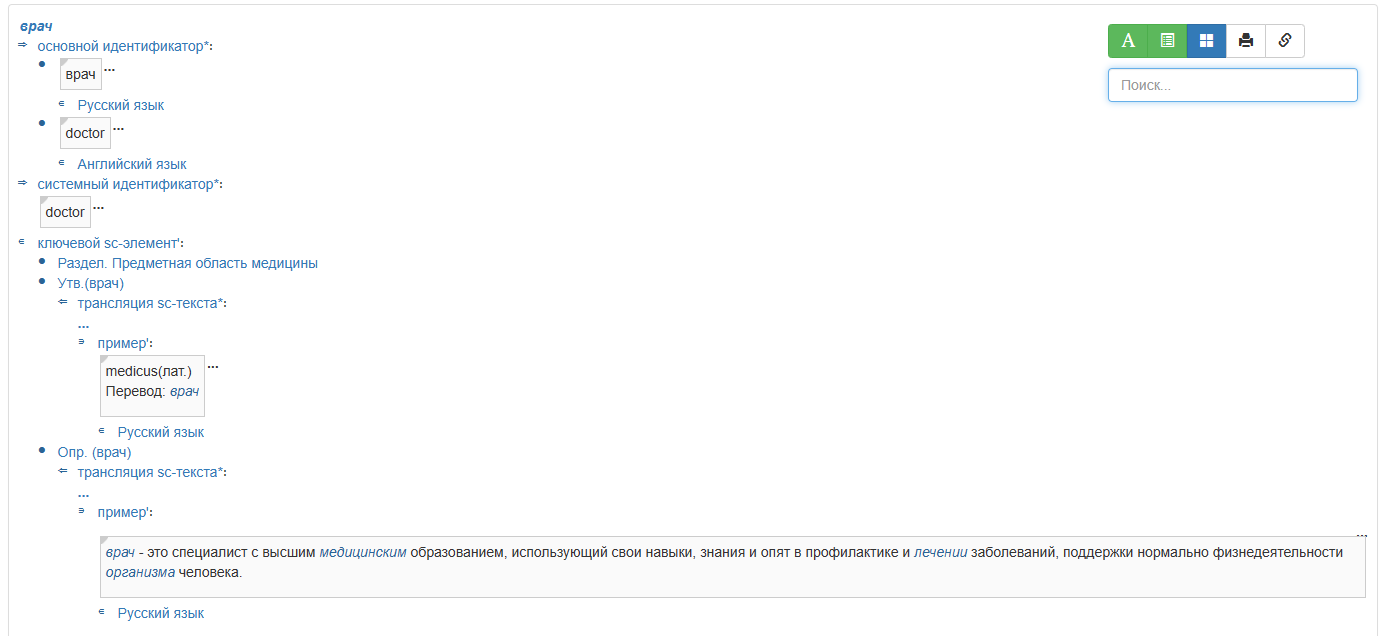 врач
⇒ основной идентификатор*:
• врач ...
∈ Русский язык
• doctor ...
∈ Английский язык
⇒ системный идентификатор*:
doctor ...
∈ ключевой sc-элемент':
• Раздел. Предметная область медицины
• Утв.(врач)
⇐ трансляция sc-текста*:
...
∋ пример':
medicus(лат.) ...
Перевод: врач
∈ Русский язык
• Опр. (врач)
⇐ трансляция sc-текста*:
...
∋ пример':
...
врач - это специалист с высшим медицинским образованием, использующий свои навыки, знания и опят в профилактике и лечении заболеваний, поддержки нормально физнедеятельности
организма человека.
∈ Русский язык
A
Поиск...